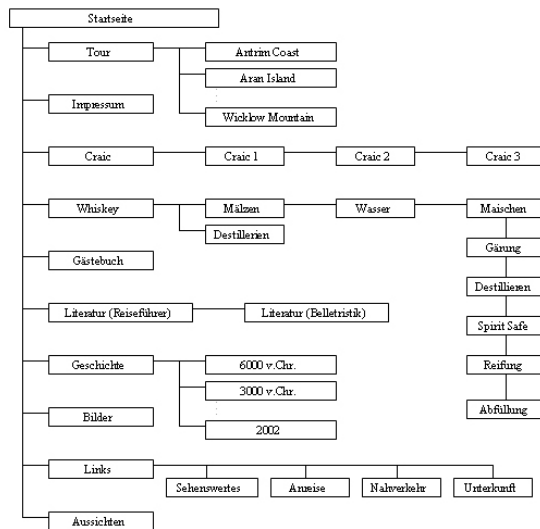 Startseite
Tour
Antrim Coast
Aran Island
Wicklow Mountain
Impressum
Craic
Craic 1
Craic 2
Craic 3
Whiskey
Mälzen
Wasser
Maischen
Destillerien
Gärung
Destillieren
Spirit Safe
Reifung
Abfüllung
Gästebuch
Literatur (Reiseführer)
Literatur (Belletristik)
Geschichte
6000 v.Chr.
3000 v.Chr.
2002
Bilder
Links
Sehenswertes
Anreise
Nahverkehr
Unterkunft
Aussichten